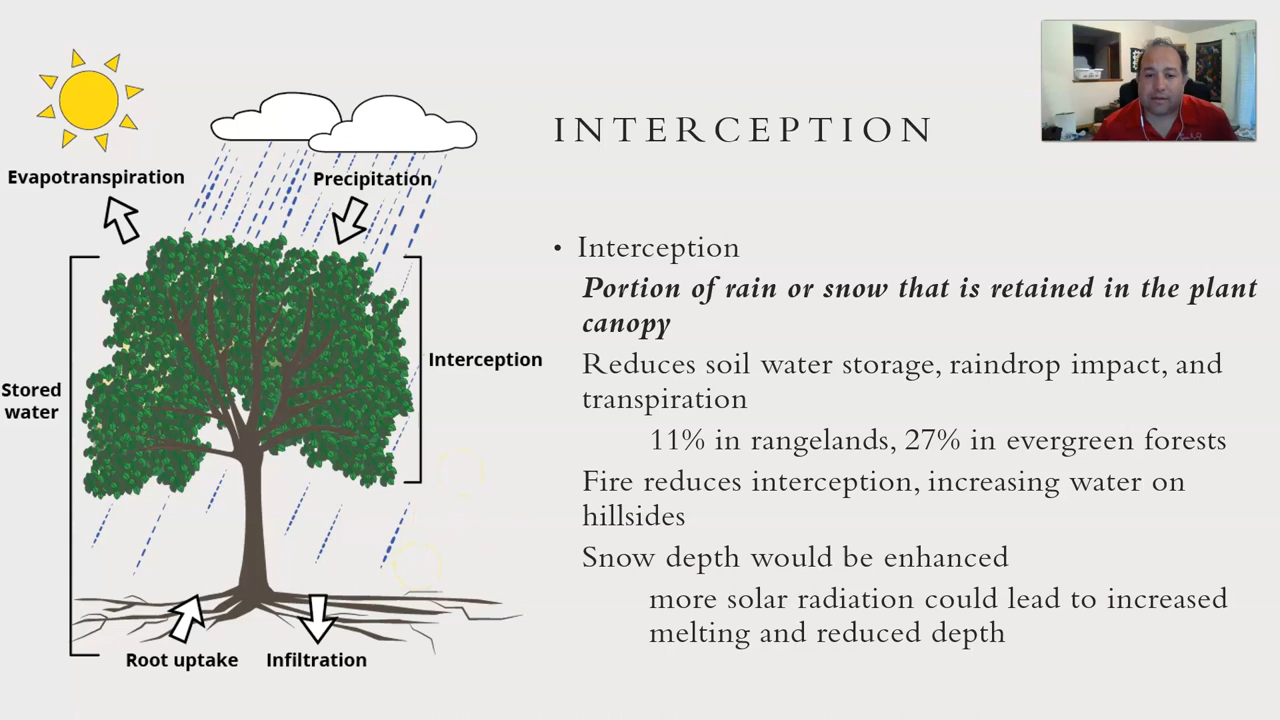 INTERCEPTION
Evapotranspiration
Precipitation
Interception
Stored
water
Root uptake
Infiltration
• Interception
Portion of rain or snow that is retained in the plant
canopy
Reduces soil water storage, raindrop impact, and
transpiration
11% in rangelands, 27% in evergreen forests
Fire reduces interception, increasing water on
hillsides
Snow depth would be enhanced
more solar radiation could lead to increased
melting and reduced depth